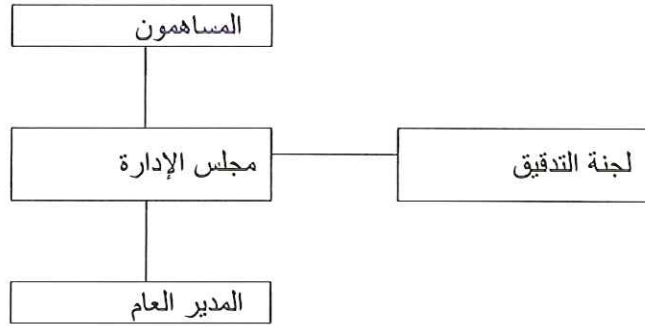 المساهمون
مجلس الإدارة
لجنة التدقيق
المدير العام